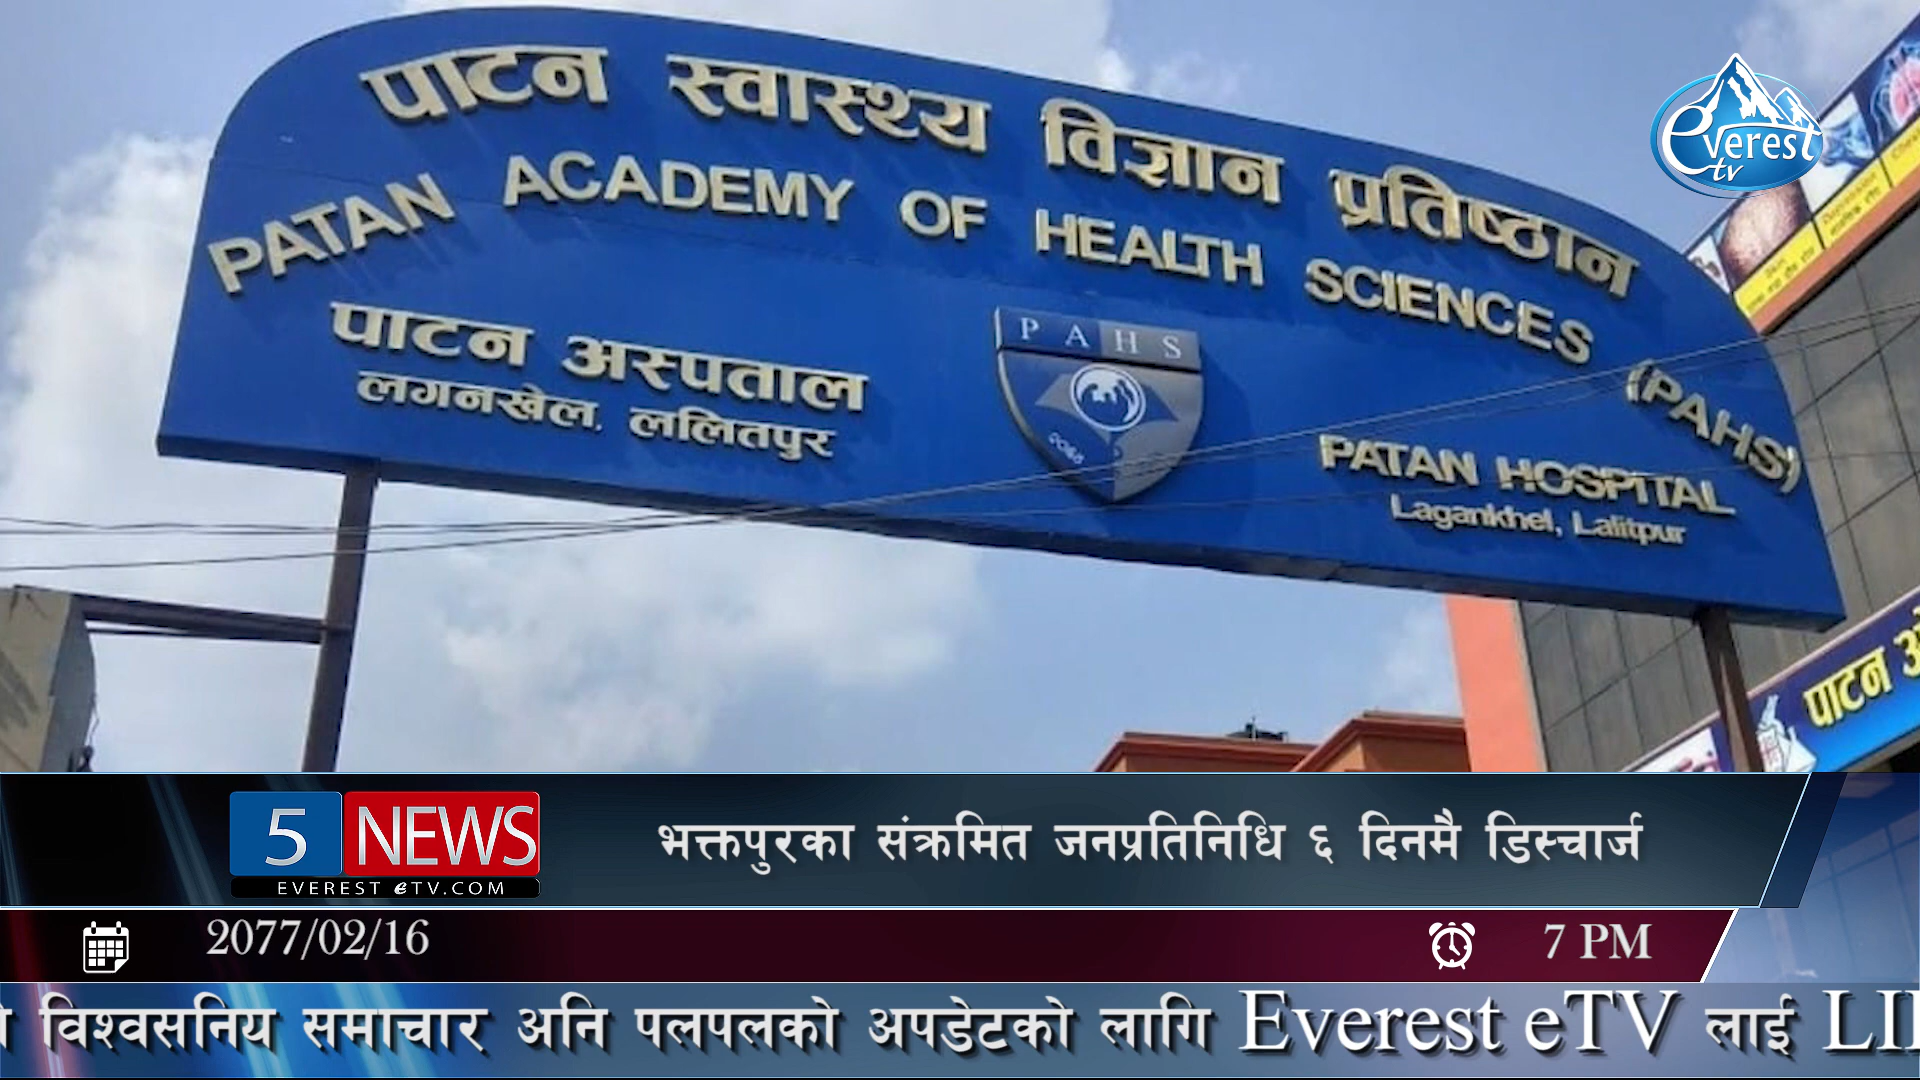 पाटन स्वास्थ्य विज्ञान प्रतिष्ठान
PATAN ACADEMY OF HEALTH SCIENCES (PAHS)
पाटन अस्पताल
लगनखेल, ललितपुर
PAHS
PATAN HOSPITAL
Lagankhel, Lalitpur
everest
tv
पाटन
5 NEWS
EVEREST eTV.COM
भक्तपुरका संक्रमित जनप्रतिनिधि ६ दिनमै डिस्चार्ज
2077/02/16
7 PM
विश्वसनिय समाचार अनि पलपलको अपडेटको लागि Everest eTV लाई